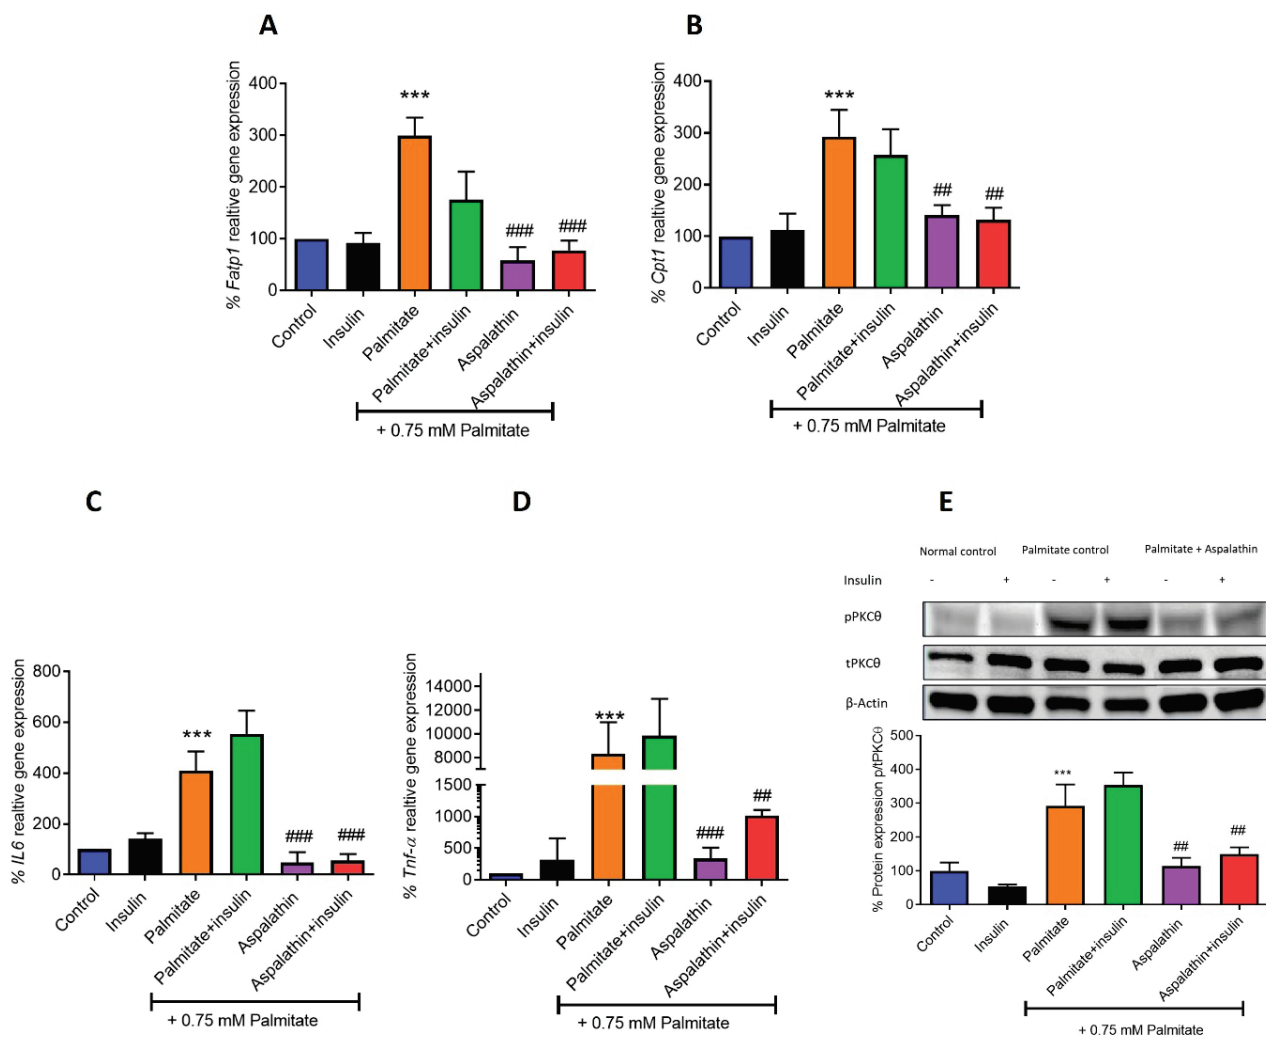 A
% Fatp1 realtive gene expression
400
300
200
100
0
***
###
###
Control
Insulin
Palmitate
Palmitate+insulin
Aspalathin
Aspalathin+insulin
+ 0.75 mM Palmitate
B
% Cpt1 realtive gene expression
400
300
200
100
0
***
##
##
Control
Insulin
Palmitate
Palmitate+insulin
Aspalathin
Aspalathin+insulin
+ 0.75 mM Palmitate
C
% IL6 realtive gene expression
800
600
400
200
0
***
###
###
Control
Insulin
Palmitate
Palmitate+insulin
Aspalathin
Aspalathin+insulin
+ 0.75 mM Palmitate
D
% Tnf-α realtive gene expression
14000
12000
10000
8000
1500
1000
500
0
***
###
##
Control
Insulin
Palmitate
Palmitate+insulin
Aspalathin
Aspalathin+insulin
+ 0.75 mM Palmitate
E
Normal control Palmitate control Palmitate + Aspalathin
Insulin - + - + - +
pPKCθ
tPKCθ
β-Actin
% Protein expression p/tPKCθ
500
400
300
200
100
0
***
##
##
Control
Insulin
Palmitate
Palmitate+insulin
Aspalathin
Aspalathin+insulin
+ 0.75 mM Palmitate